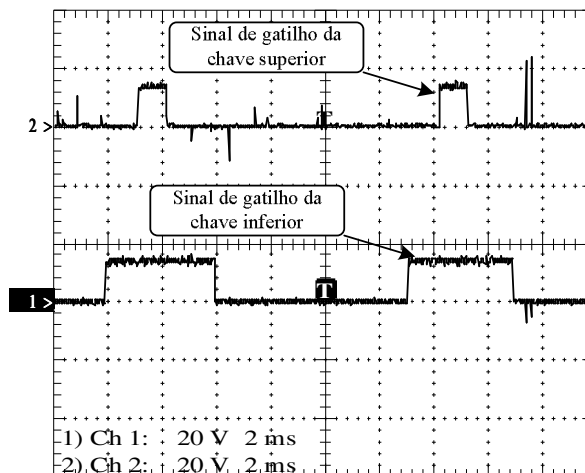 Sinal de gatilho da
chave superior
2 >
T
Sinal de gatilho da
chave inferior
1 >
T
1) Ch 1: 20 V 2 ms
2) Ch 2: 20 V 2 ms